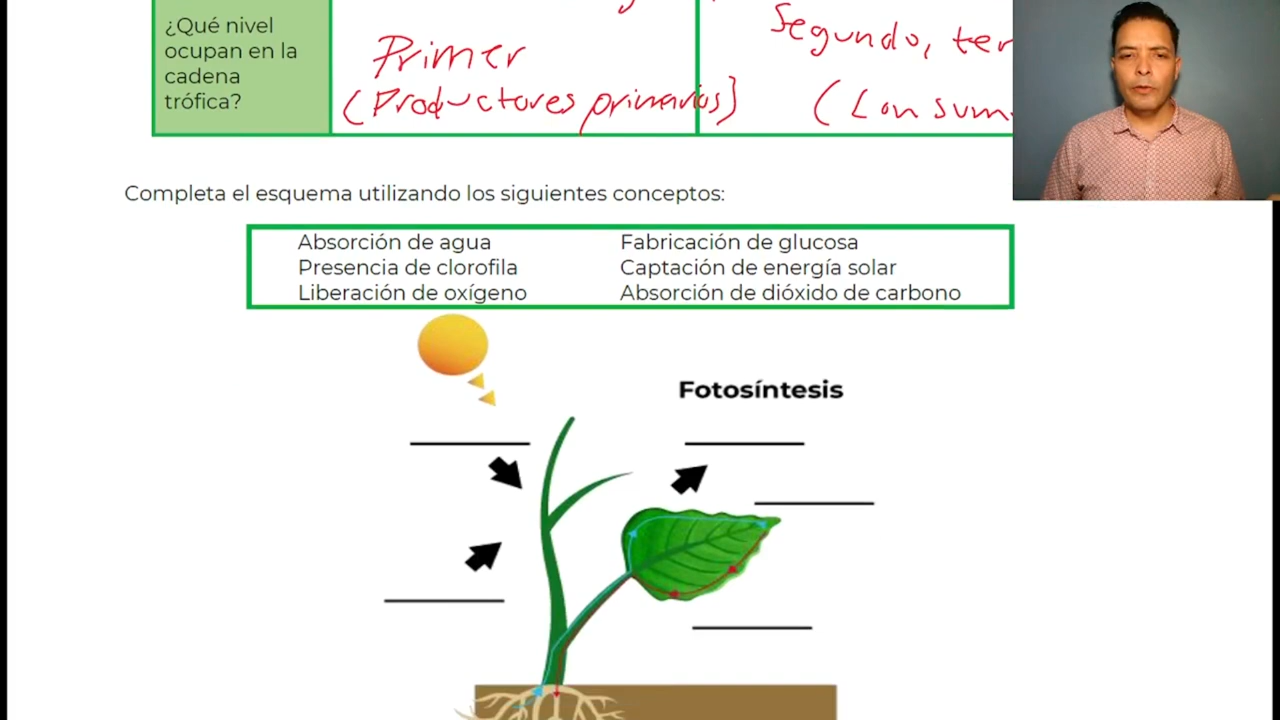 ¿Qué nivel
ocupan en la
cadena
trófica?
Primer
(Productores primarios)
Segundo, ter
(Consum
Completa el esquema utilizando los siguientes conceptos:
Absorción de agua
Presencia de clorofila
Liberación de oxígeno
Fabricación de glucosa
Captación de energía solar
Absorción de dióxido de carbono
Fotosíntesis